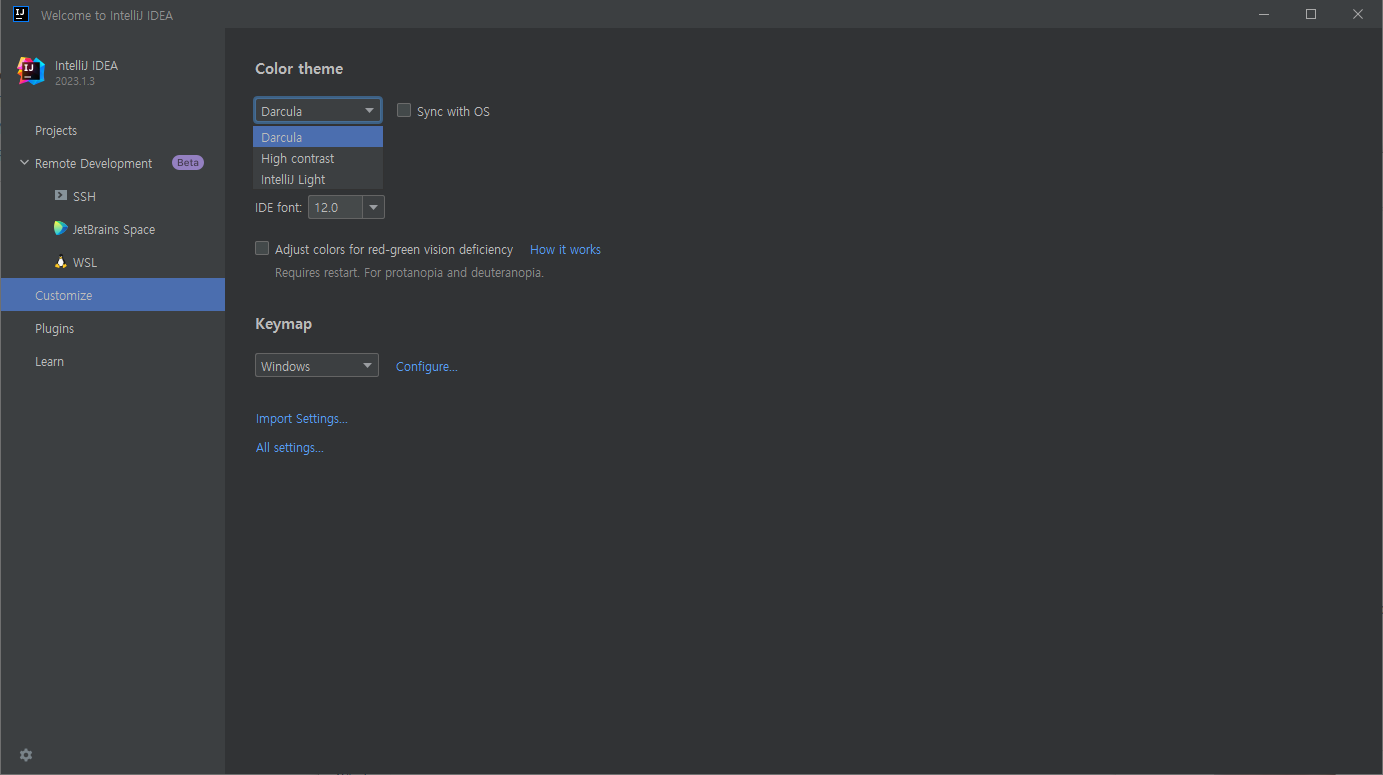 Welcome to IntelliJ IDEA
IntelliJ IDEA
2023.1.3
Projects
Remote Development Beta
SSH
JetBrains Space
WSL
Customize
Plugins
Learn
Color theme
Darcula Sync with OS
Darcula
High contrast
IntelliJ Light
IDE font: 12.0
Adjust colors for red-green vision deficiency How it works
Requires restart. For protanopia and deuteranopia.
Keymap
Windows Configure...
Import Settings...
All settings...